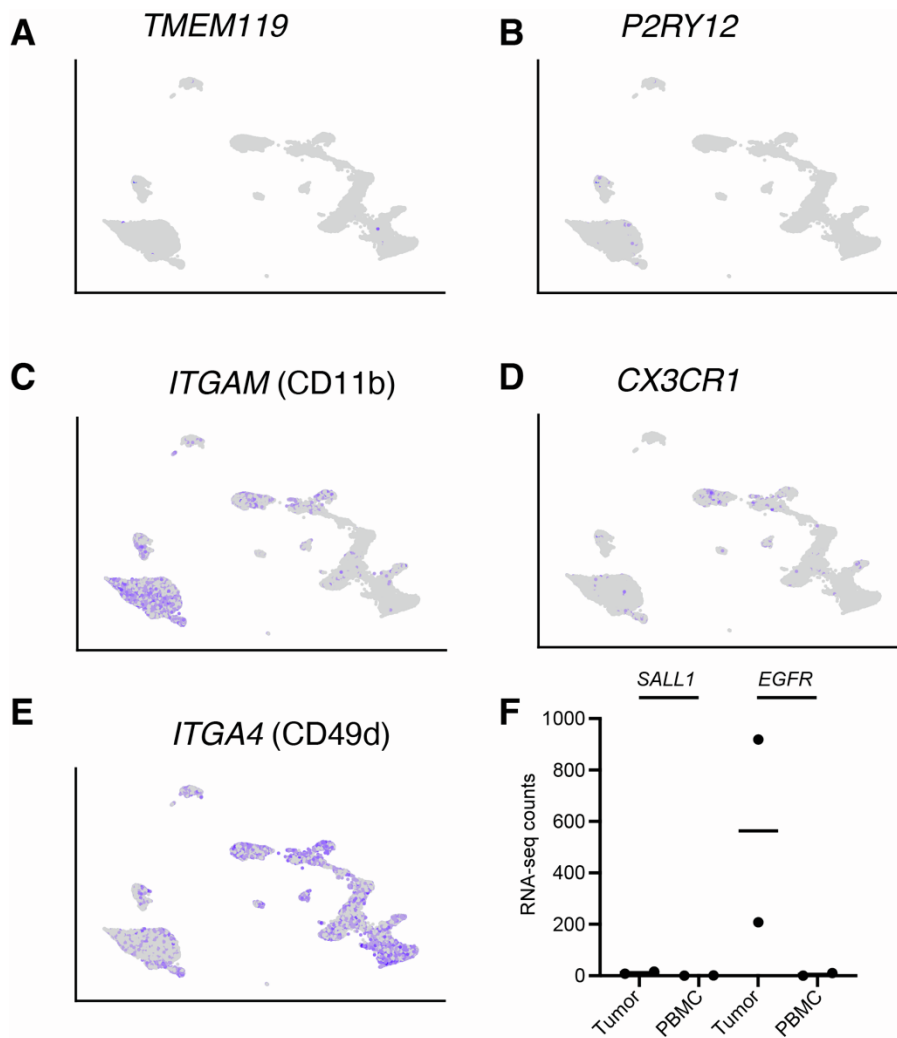 A
TMEM119
B
P2RY12
C
ITGAM (CD11b)
D
CX3CR1
E
ITGA4 (CD49d)
F
SALL1
EGFR
RNA-seq counts
1000
800
600
400
200
0
Tumor
PBMC
Tumor
PBMC